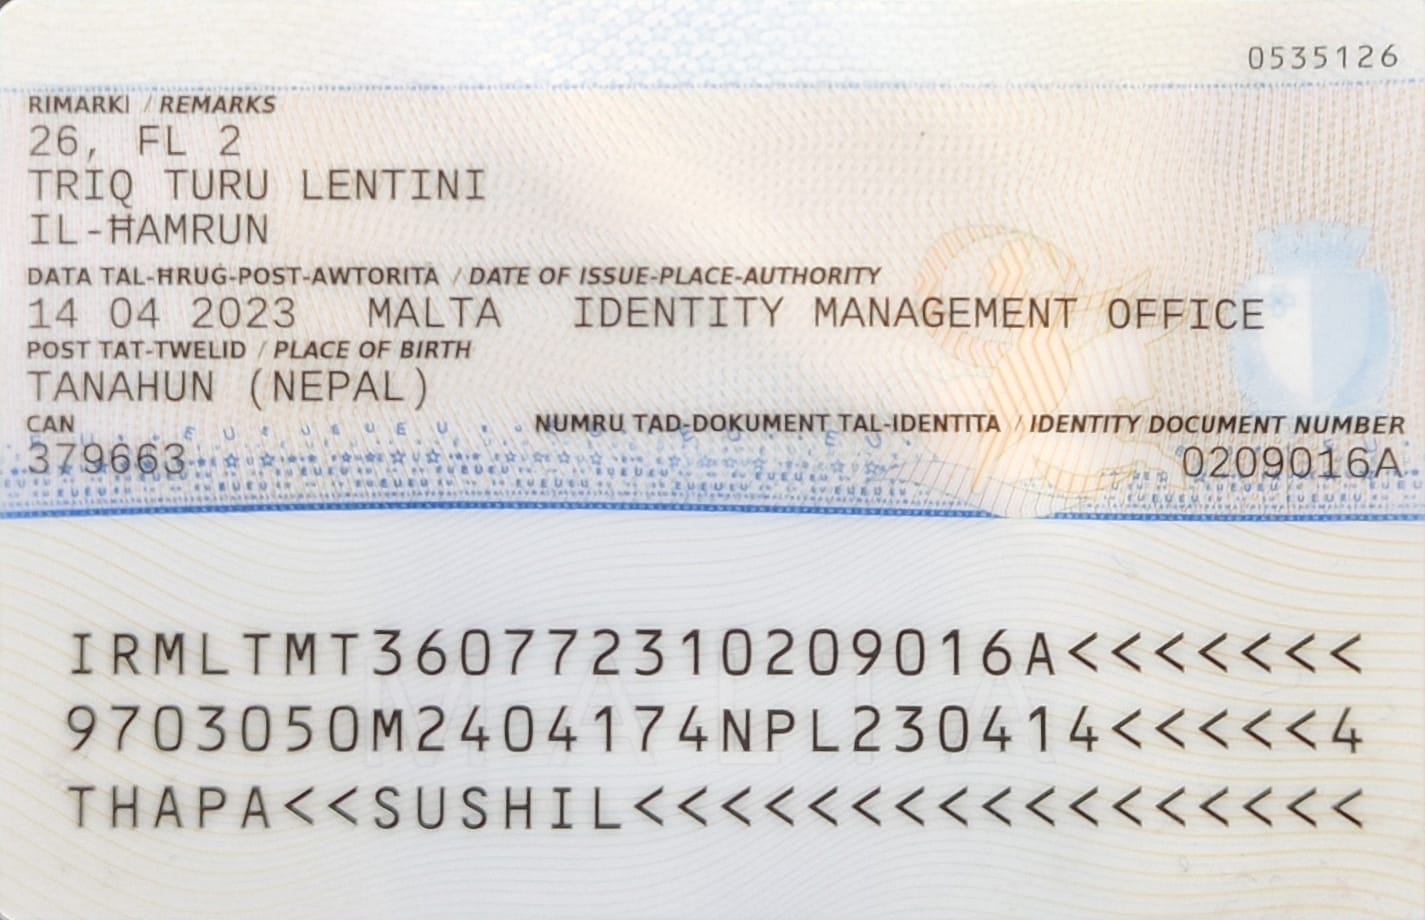 0535126
RIMARKI / REMARKS
26, FL 2
TRIQ TURU LENTINI
IL-ĦAMRUN
DATA TAL-ĦRUG-POST-AWTORITA / DATE OF ISSUE-PLACE-AUTHORITY
14 04 2023 MALTA IDENTITY MANAGEMENT OFFICE
POST TAT-TWELID / PLACE OF BIRTH
TANAHUN (NEPAL)
CAN NUMRU TAD-DOKUMENT TAL-IDENTITA / IDENTITY DOCUMENT NUMBER
379663 0209016A
IRMLTMT360772310209016A<<<<<<<
9703050M2404174NPL230414<<<<<4
THAPA<<SUSHIL<<<<<<<<<<<<<<<<<